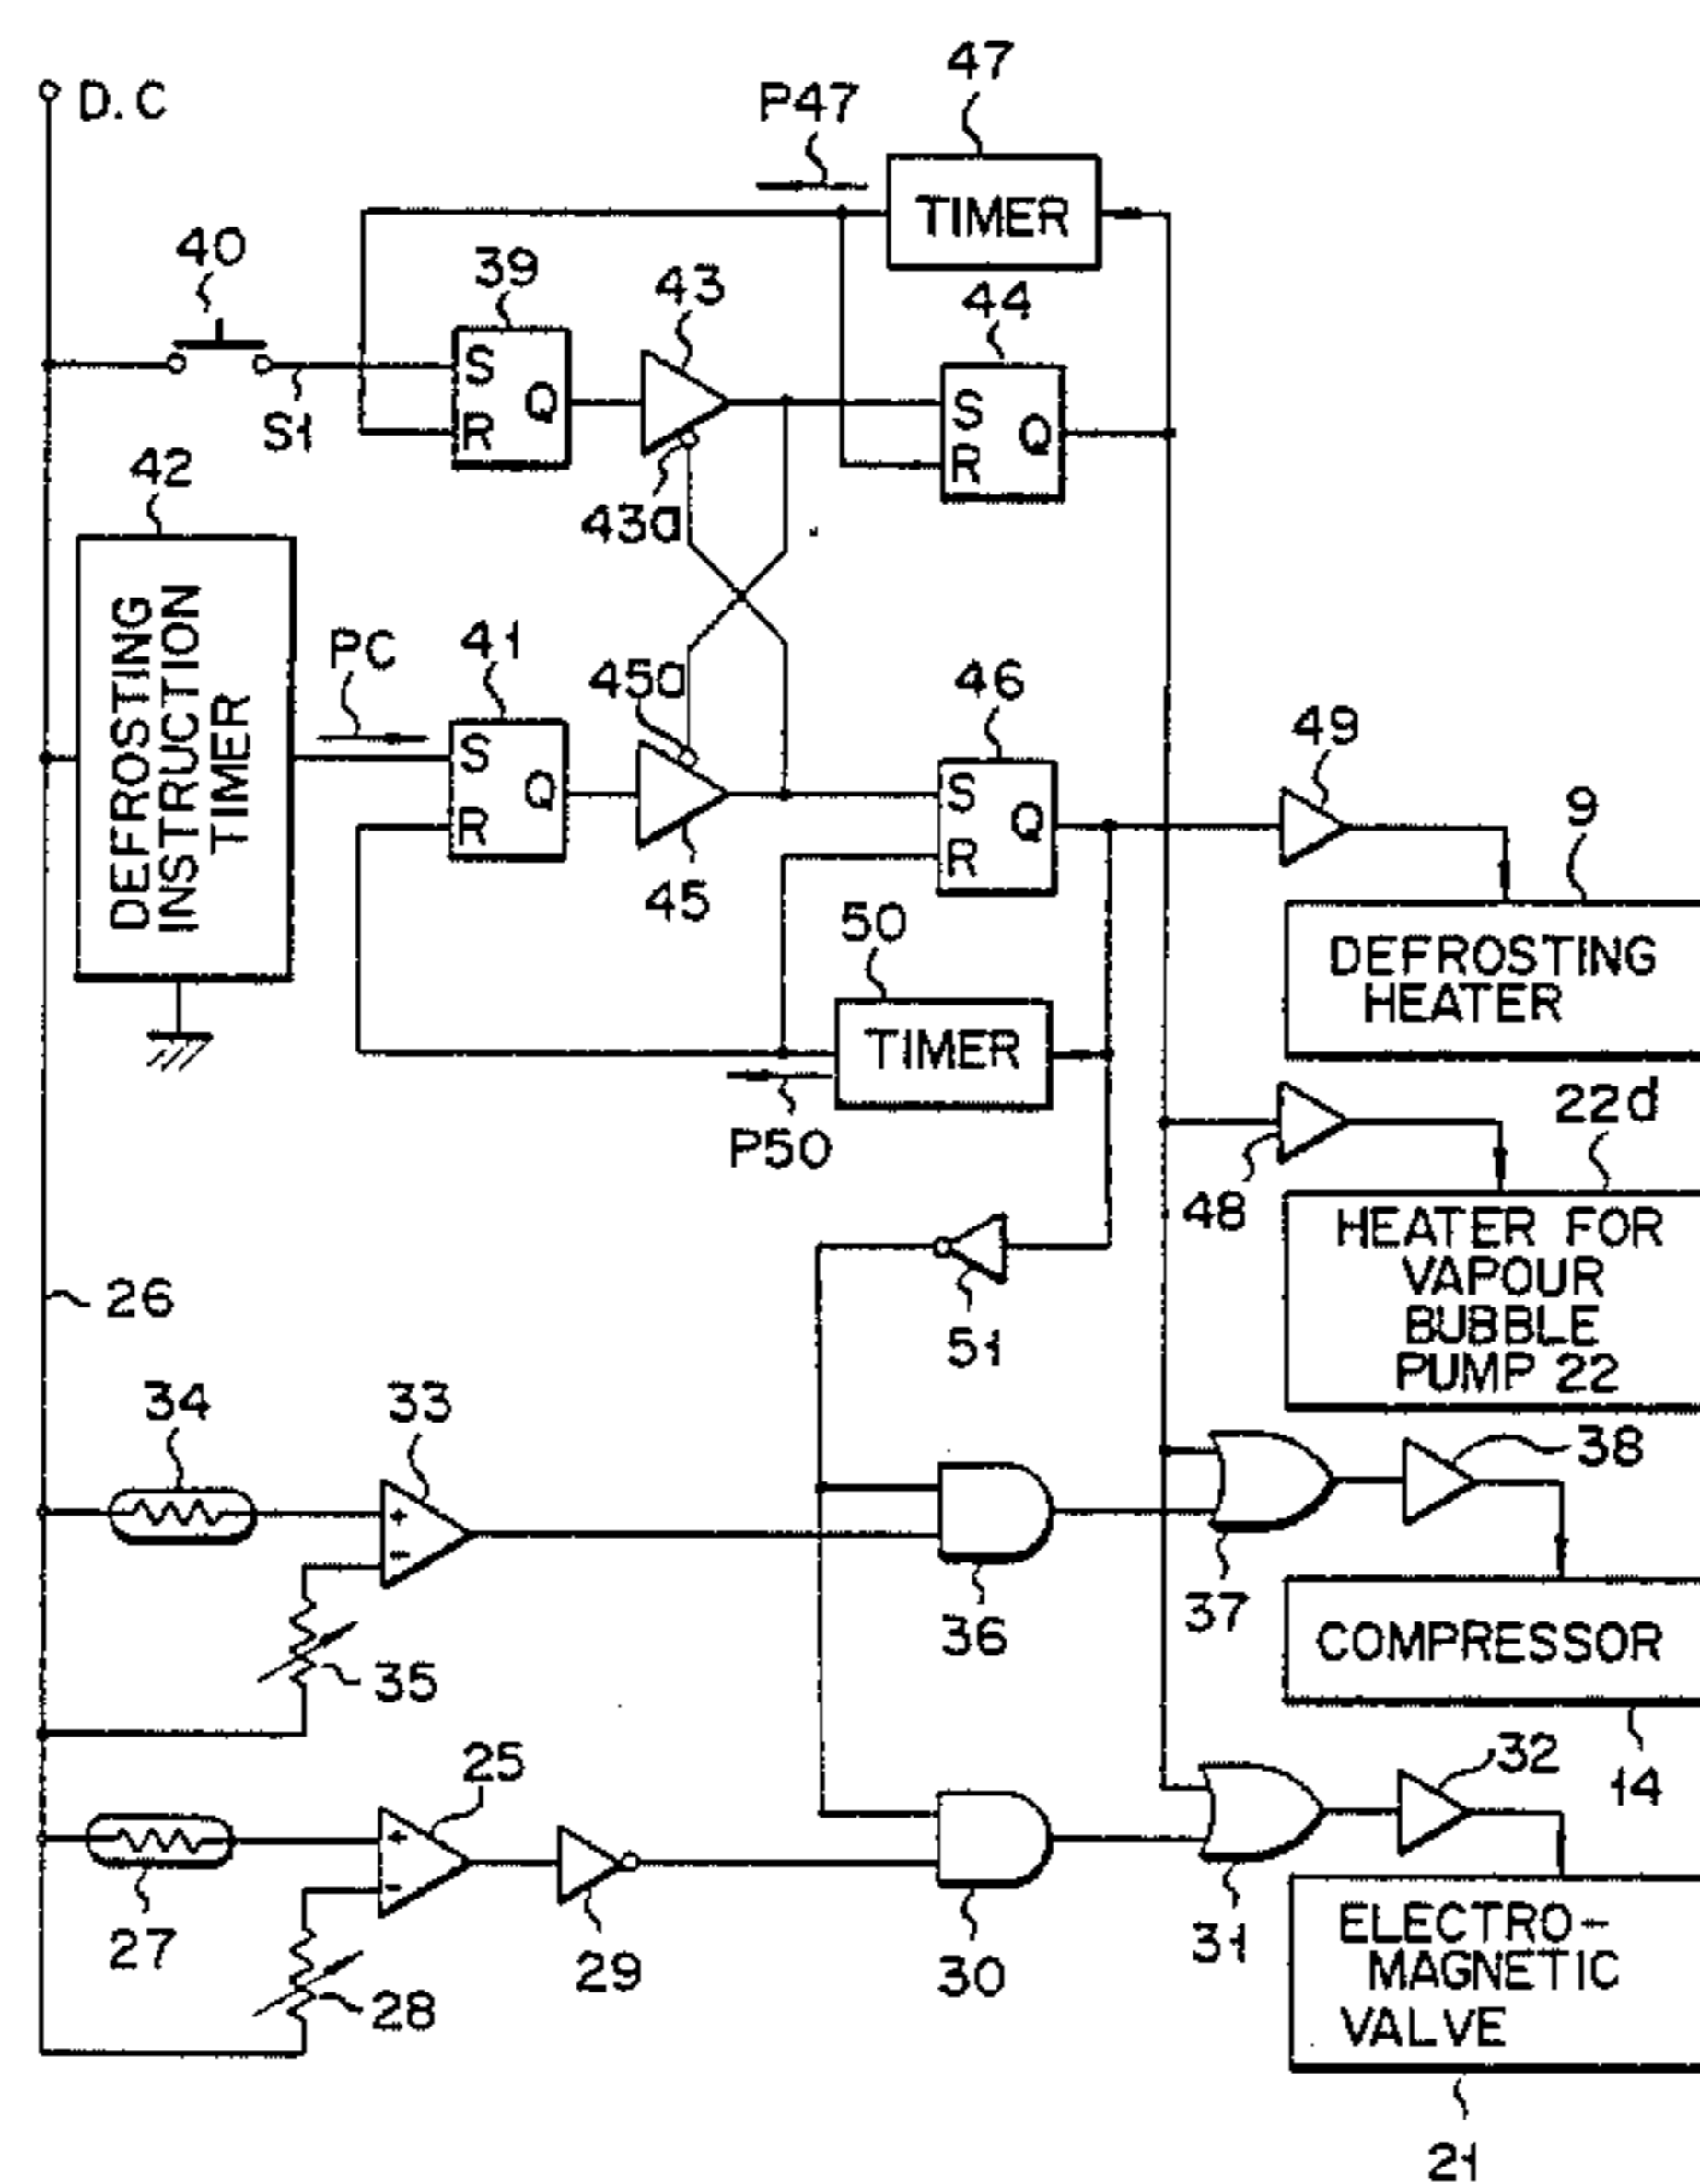 D.C
47
P47
TIMER
40
39
43
44
S
R
Q
S1
S
R
Q
43a
42
DEFROSTING
INSTRUCTION
TIMER
PC
41
45a
46
49
S
R
Q
S
R
Q
9
45
50
DEFROSTING
HEATER
TIMER
P50
22d
48
HEATER FOR
VAPOUR
BUBBLE
PUMP 22
26
51
34
33
38
+
-
36
37
35
COMPRESSOR
14
25
32
+
-
27
28
29
30
31
ELECTRO-
MAGNETIC
VALVE
21